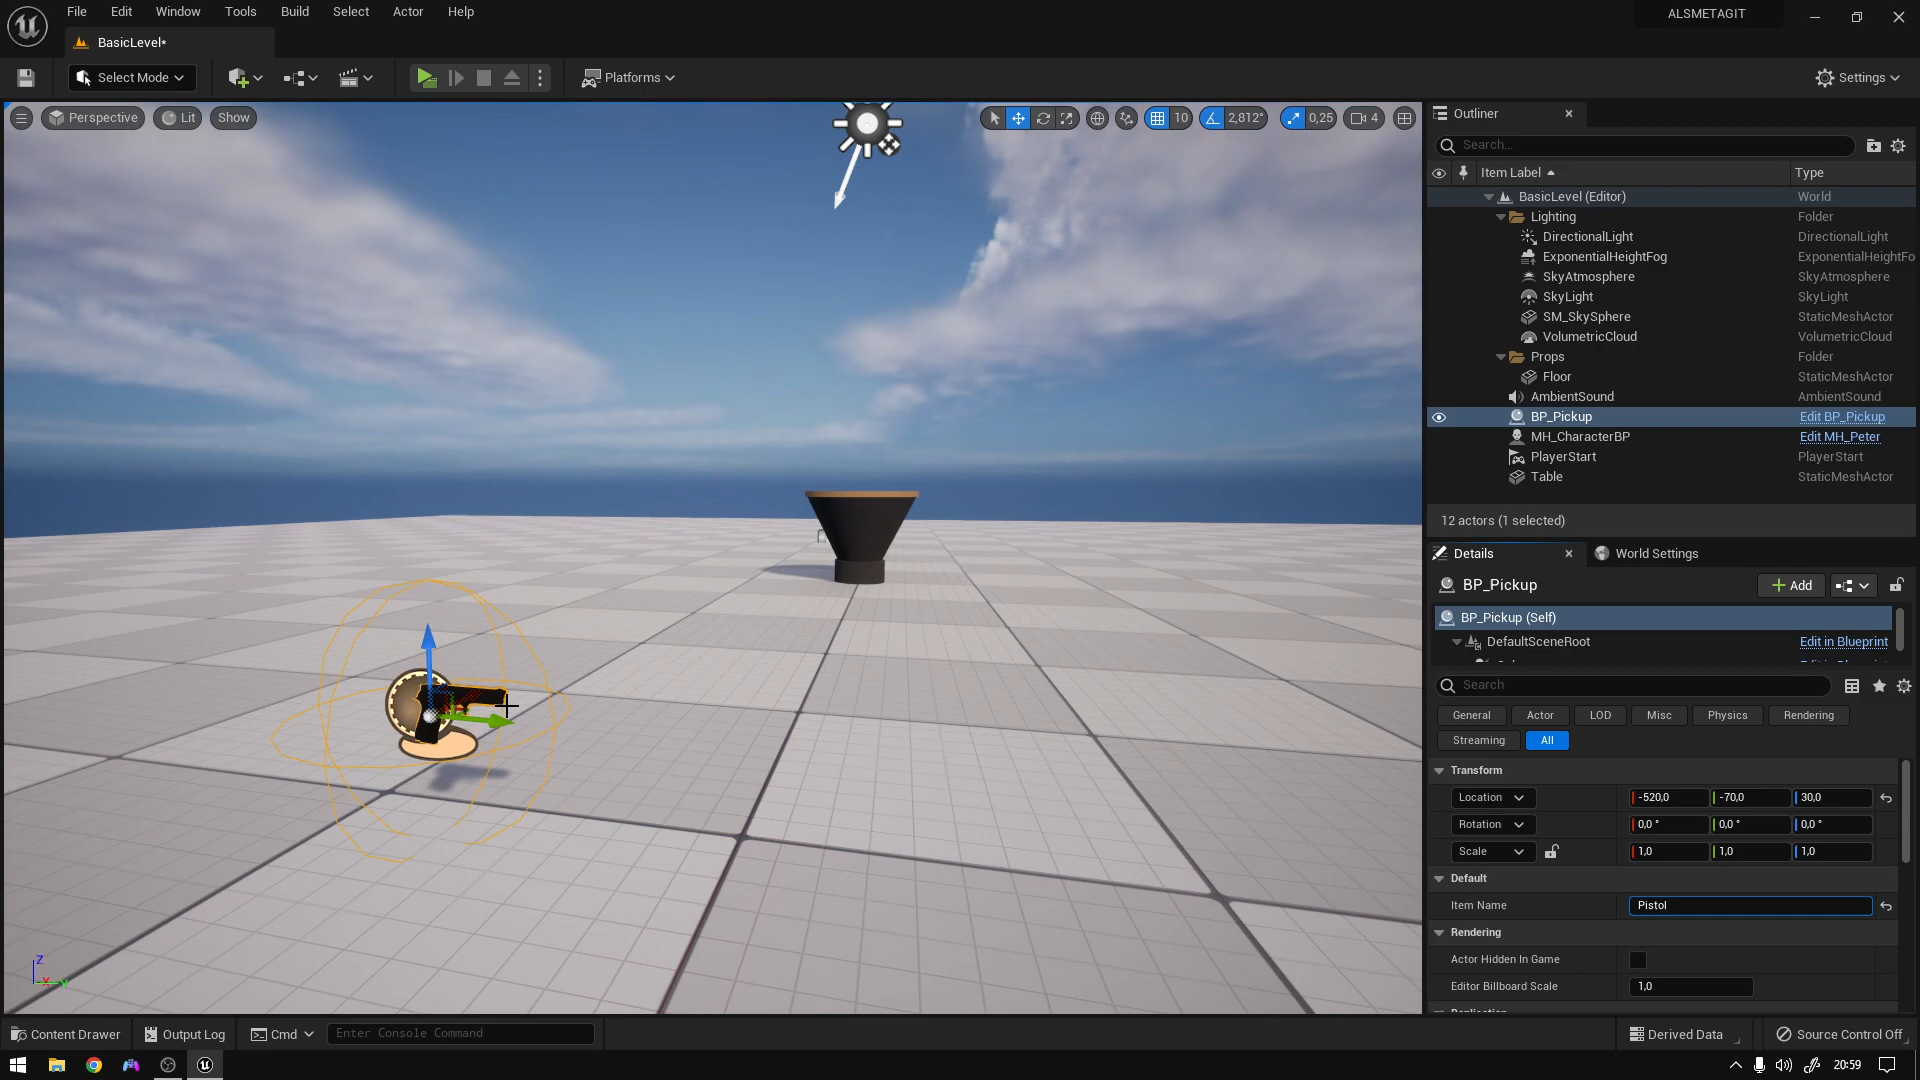 File Edit Window Tools Build Select Actor Help
ALSMETAGIT
BasicLevel*
Select Mode
Platforms
Settings
Perspective
Lit
Show
10
2,812°
0,25
4
Outliner
Search...
Item Label
Type
BasicLevel (Editor) World
Lighting Folder
DirectionalLight DirectionalLight
ExponentialHeightFog ExponentialHeightFo
SkyAtmosphere SkyAtmosphere
SkyLight SkyLight
SM_SkySphere StaticMeshActor
VolumetricCloud VolumetricCloud
Props Folder
Floor StaticMeshActor
AmbientSound AmbientSound
BP_Pickup Edit BP_Pickup
MH_CharacterBP Edit MH_Peter
PlayerStart PlayerStart
Table StaticMeshActor
12 actors (1 selected)
Details
World Settings
BP_Pickup
Add
BP_Pickup (Self)
DefaultSceneRoot Edit in Blueprint
Search
General Actor LOD Misc Physics Rendering
Streaming All
Transform
Location -520,0 -70,0 30,0
Rotation 0,0 ° 0,0 ° 0,0 °
Scale 1,0 1,0 1,0
Default
Item Name Pistol
Rendering
Actor Hidden In Game
Editor Billboard Scale 1,0
Z
X
Y
Content Drawer
Output Log
Cmd
Enter Console Command
Derived Data
Source Control Off
20:59